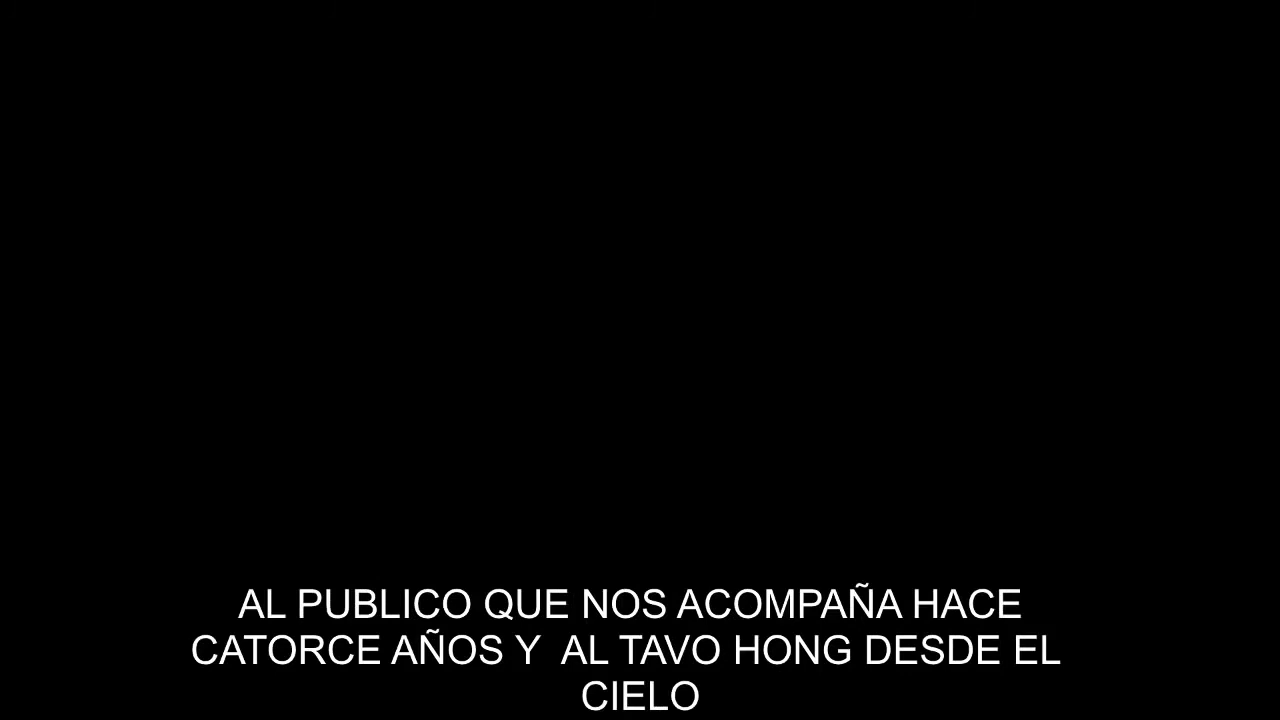 AL PUBLICO QUE NOS ACOMPAÑA HACE
CATORCE AÑOS Y  AL TAVO HONG DESDE EL
CIELO